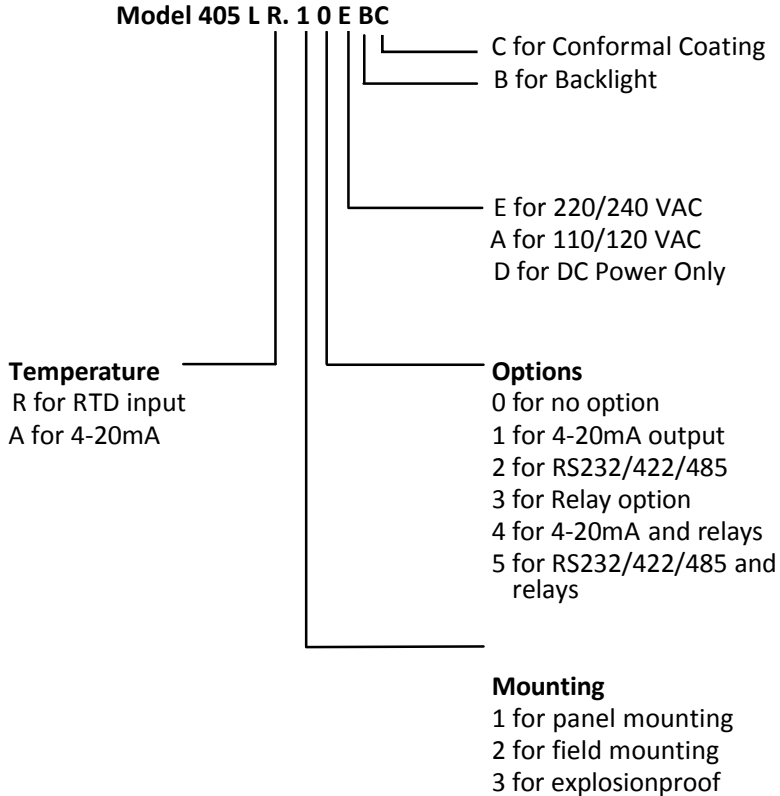 Model 405 L R. 1 0 E BC
C for Conformal Coating
B for Backlight
E for 220/240 VAC
A for 110/120 VAC
D for DC Power Only
Temperature
R for RTD input
A for 4-20mA
Options
0 for no option
1 for 4-20mA output
2 for RS232/422/485
3 for Relay option
4 for 4-20mA and relays
5 for RS232/422/485 and
relays
Mounting
1 for panel mounting
2 for field mounting
3 for explosionproof